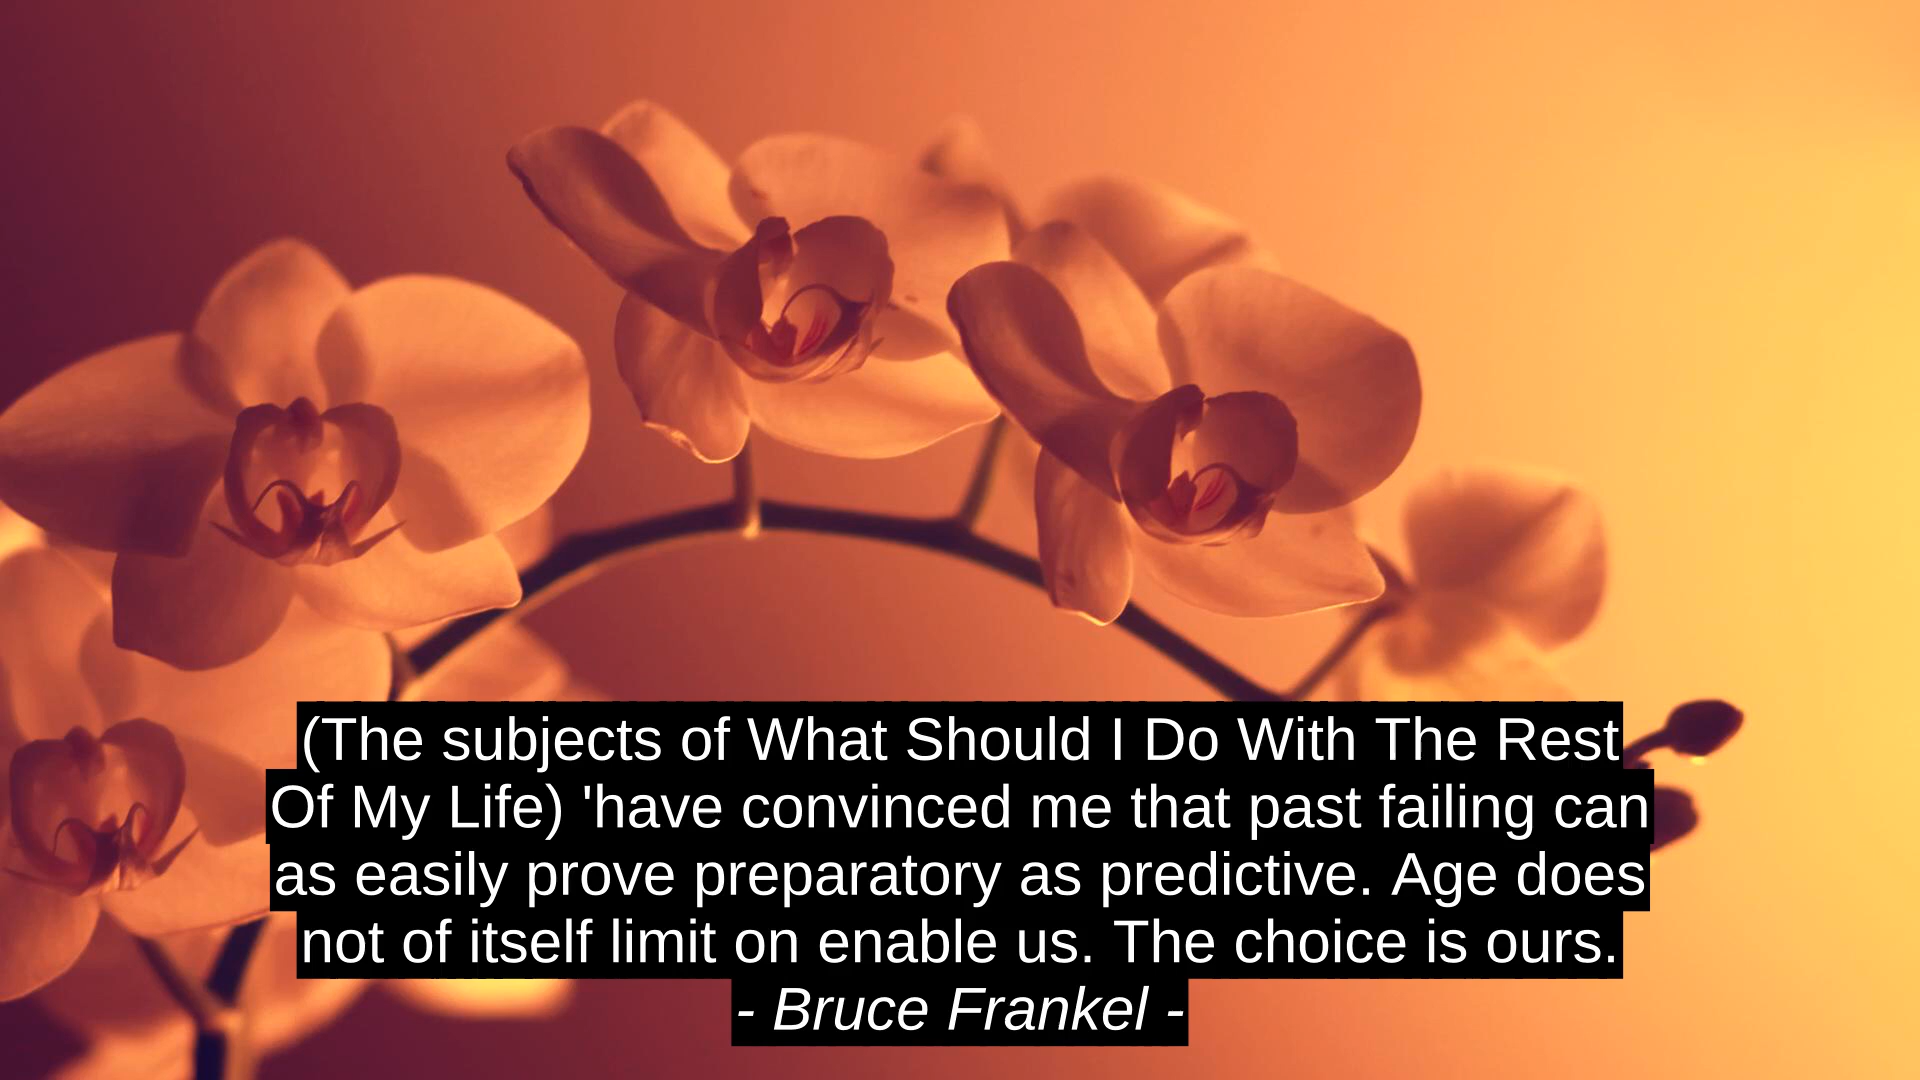 (The subjects of What Should I Do With The Rest
Of My Life) 'have convinced me that past failing can
as easily prove preparatory as predictive. Age does
not of itself limit on enable us. The choice is ours.
- Bruce Frankel -